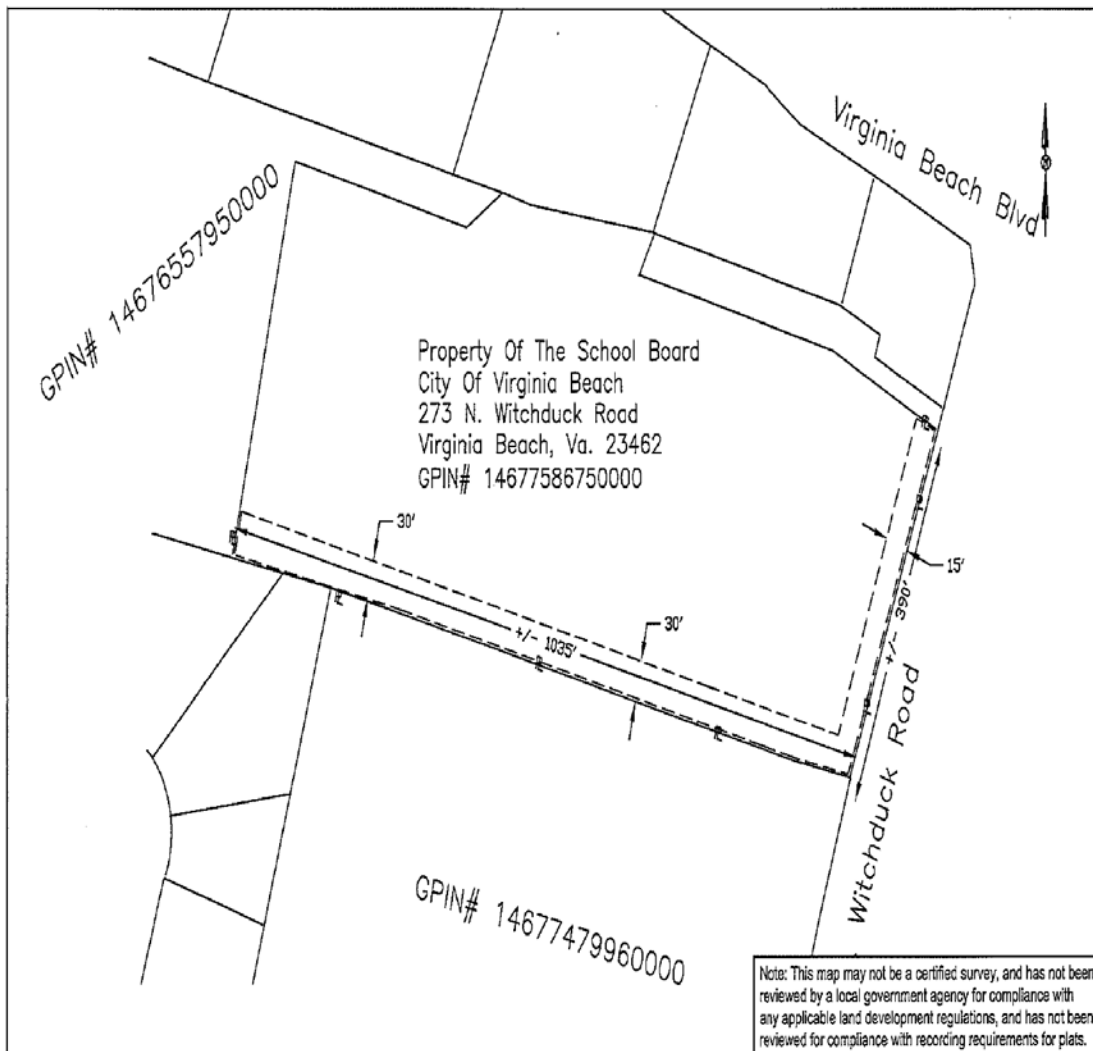 Virginia Beach Blvd
GPIN# 14676557950000
Property Of The School Board
City Of Virginia Beach
273 N. Witchduck Road
Virginia Beach, Va. 23462
GPIN# 14677586750000
30'
15'
+/- 390'
30'
+/- 1035'
Witchduck Road
GPIN# 14677479960000
Note: This map may not be a certified survey, and has not been
reviewed by a local government agency for compliance with
any applicable land development regulations, and has not been
reviewed for compliance with recording requirements for plats.